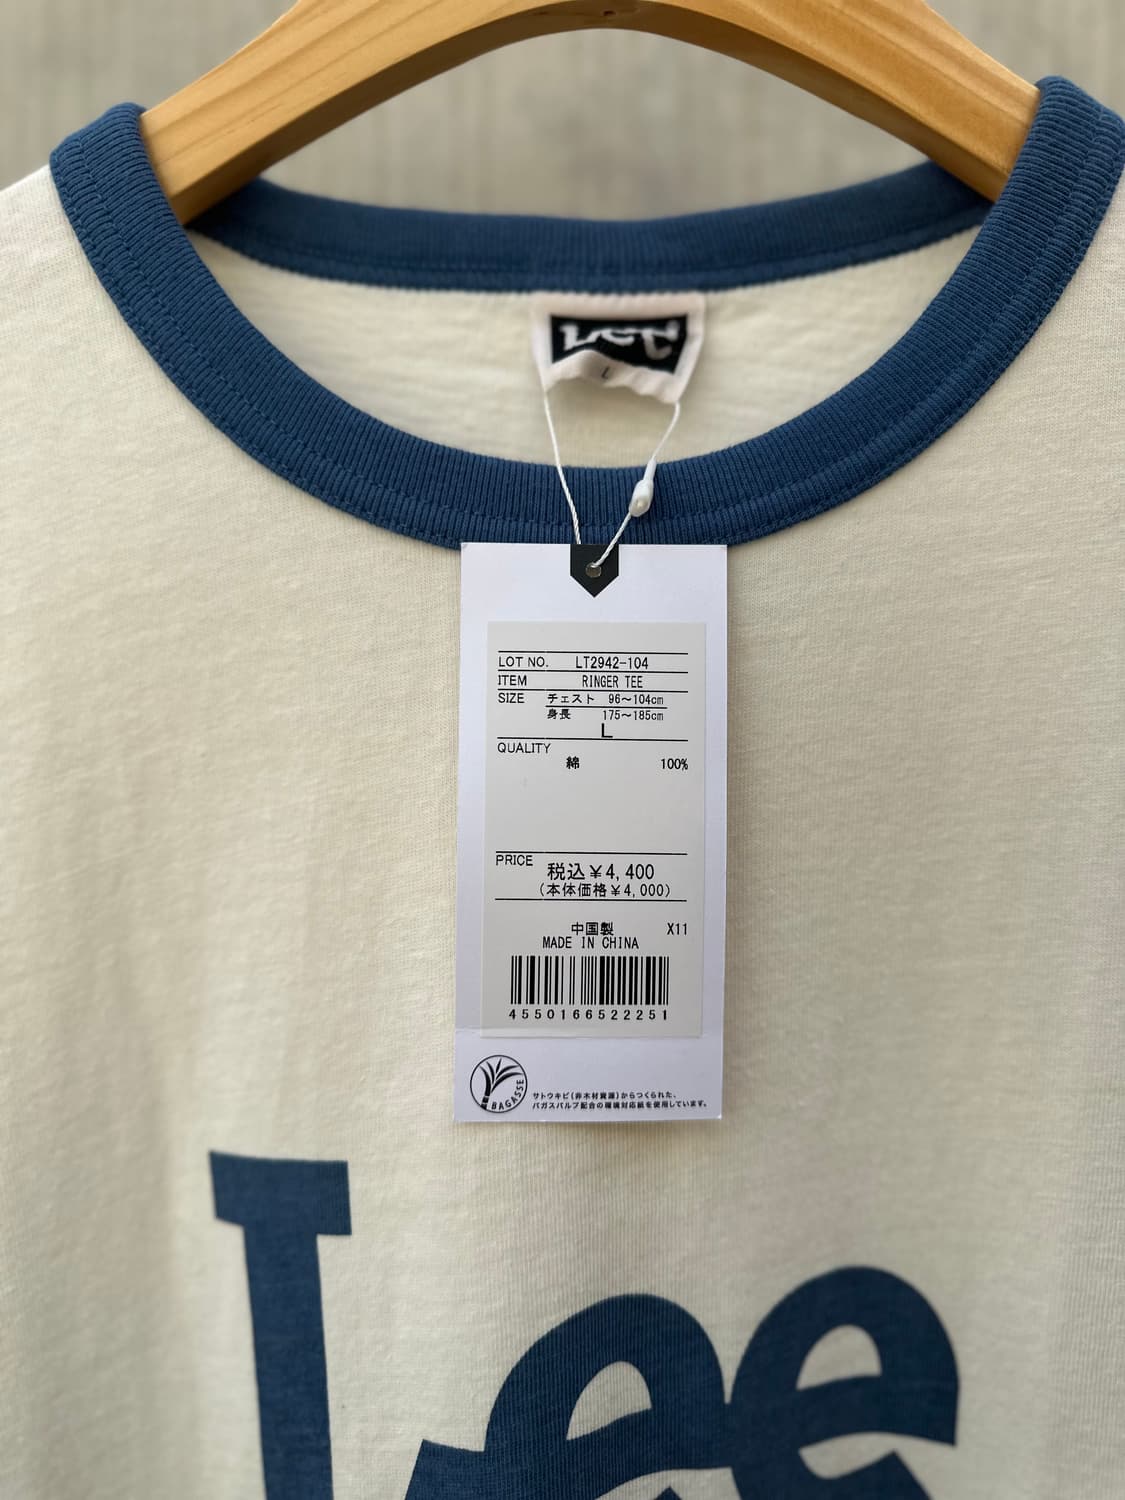 Lee
L
LOT NO. LT2942-104
ITEM RINGER TEE
SIZE チェスト 96〜104cm
身長 175〜185cm
L
QUALITY
綿 100%
PRICE 税込¥4,400
(本体価格¥4,000)
中国製 X11
MADE IN CHINA
4550166522251
BAGASSE
サトウキビ(非木材資源)からつくられた、
バガスパルプ配合の環境対応紙を使用しています。
Lee